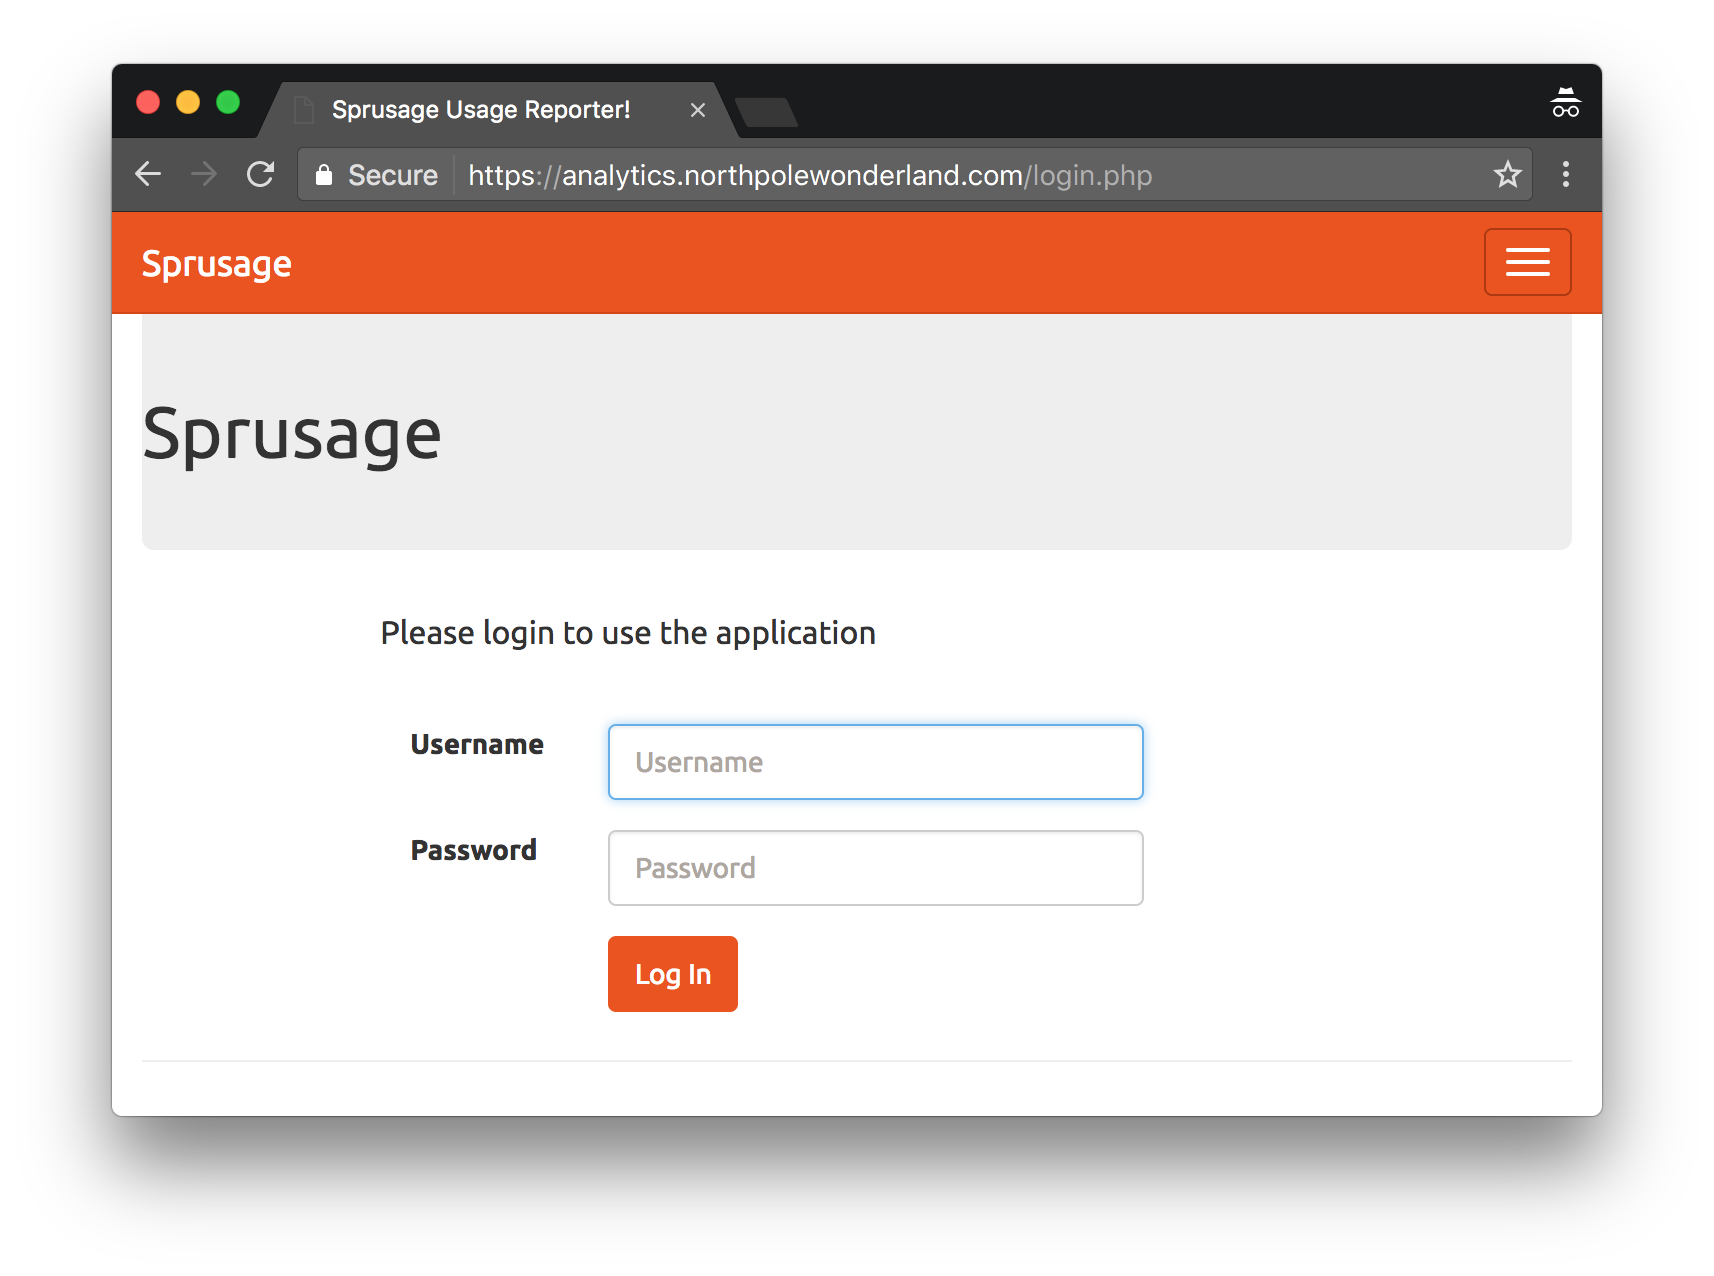 Sprusage Usage Reporter!
Secure https://analytics.northpolewonderland.com/login.php
Sprusage
Sprusage
Please login to use the application
Username Username
Password Password
Log In